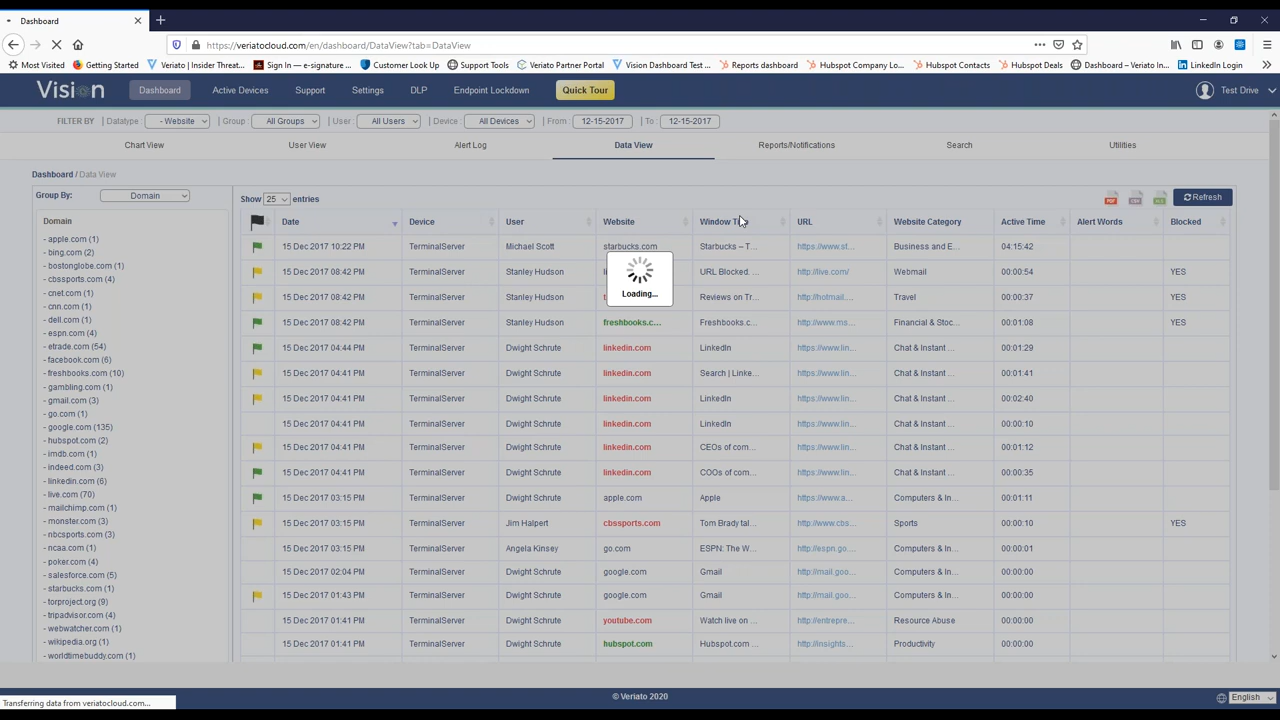 Dashboard
https://veriatocloud.com/en/dashboard/DataView?tab=DataView
Most Visited Getting Started Veriato | Insider Threat... Sign In — e-signature ... Customer Look Up Support Tools Veriato Partner Portal Vision Dashboard Test ... Reports dashboard Hubspot Company Lo... Hubspot Contacts Hubspot Deals Dashboard – Veriato In... LinkedIn Login
Vision Dashboard Active Devices Support Settings DLP Endpoint Lockdown Quick Tour Test Drive
FILTER BY | Datatype : - Website | Group : All Groups | User : All Users | Device : All Devices | From : 12-15-2017 | To : 12-15-2017
Chart View User View Alert Log Data View Reports/Notifications Search Utilities
Dashboard / Data View
Group By: Domain
Domain
- apple.com (1)
- bing.com (2)
- bostonglobe.com (1)
- cbssports.com (4)
- cnet.com (1)
- cnn.com (1)
- dell.com (1)
- espn.com (4)
- etrade.com (54)
- facebook.com (6)
- freshbooks.com (10)
- gambling.com (1)
- gmail.com (3)
- go.com (1)
- google.com (135)
- hubspot.com (2)
- imdb.com (1)
- indeed.com (3)
- linkedin.com (6)
- live.com (70)
- mailchimp.com (1)
- monster.com (3)
- nbcsports.com (3)
- ncaa.com (1)
- poker.com (4)
- salesforce.com (5)
- starbucks.com (1)
- torproject.org (9)
- tripadvisor.com (4)
- webwatcher.com (1)
- wikipedia.org (1)
- worldtimebuddy.com (1)
Show 25 entries PDF CSV Refresh
Date Device User Website Window URL Website Category Active Time Alert Words Blocked
15 Dec 2017 10:22 PM TerminalServer Michael Scott starbucks.com Starbucks – T... https://www.st... Business and E... 04:15:42
15 Dec 2017 08:42 PM TerminalServer Stanley Hudson URL Blocked. ... http://live.com/ Webmail 00:00:54 YES
15 Dec 2017 08:42 PM TerminalServer Stanley Hudson Reviews on Tr... http://hotmail.... Travel 00:00:37 YES
15 Dec 2017 08:42 PM TerminalServer Stanley Hudson freshbooks.c... Freshbooks.c... http://www.ms... Financial & Stoc... 00:01:08 YES
15 Dec 2017 04:44 PM TerminalServer Dwight Schrute linkedin.com LinkedIn https://www.lin... Chat & Instant ... 00:01:29
15 Dec 2017 04:41 PM TerminalServer Dwight Schrute linkedin.com Search | Linke... https://www.lin... Chat & Instant ... 00:01:41
15 Dec 2017 04:41 PM TerminalServer Dwight Schrute linkedin.com LinkedIn https://www.lin... Chat & Instant ... 00:02:40
15 Dec 2017 04:41 PM TerminalServer Dwight Schrute linkedin.com LinkedIn https://www.lin... Chat & Instant ... 00:00:10
15 Dec 2017 04:41 PM TerminalServer Dwight Schrute linkedin.com CEOs of com... https://www.lin... Chat & Instant ... 00:01:12
15 Dec 2017 04:41 PM TerminalServer Dwight Schrute linkedin.com COOs of com... https://www.lin... Chat & Instant ... 00:00:35
15 Dec 2017 03:15 PM TerminalServer Dwight Schrute apple.com Apple https://www.a... Computers & In... 00:01:11
15 Dec 2017 03:15 PM TerminalServer Jim Halpert cbssports.com Tom Brady tal... http://www.cbs... Sports 00:00:10 YES
15 Dec 2017 03:15 PM TerminalServer Angela Kinsey go.com ESPN: The W... http://espn.go.... Computers & In... 00:00:01
15 Dec 2017 02:04 PM TerminalServer Dwight Schrute google.com Gmail http://mail.goo... Computers & In... 00:00:00
15 Dec 2017 01:43 PM TerminalServer Dwight Schrute google.com Gmail http://mail.goo... Computers & In... 00:00:00
15 Dec 2017 01:41 PM TerminalServer Dwight Schrute youtube.com Watch live on ... http://entrepre... Resource Abuse 00:00:00
15 Dec 2017 01:41 PM TerminalServer Dwight Schrute hubspot.com Hubspot.com ... http://insights... Productivity 00:00:00
Loading...
© Veriato 2020
English
Transferring data from veriatocloud.com...